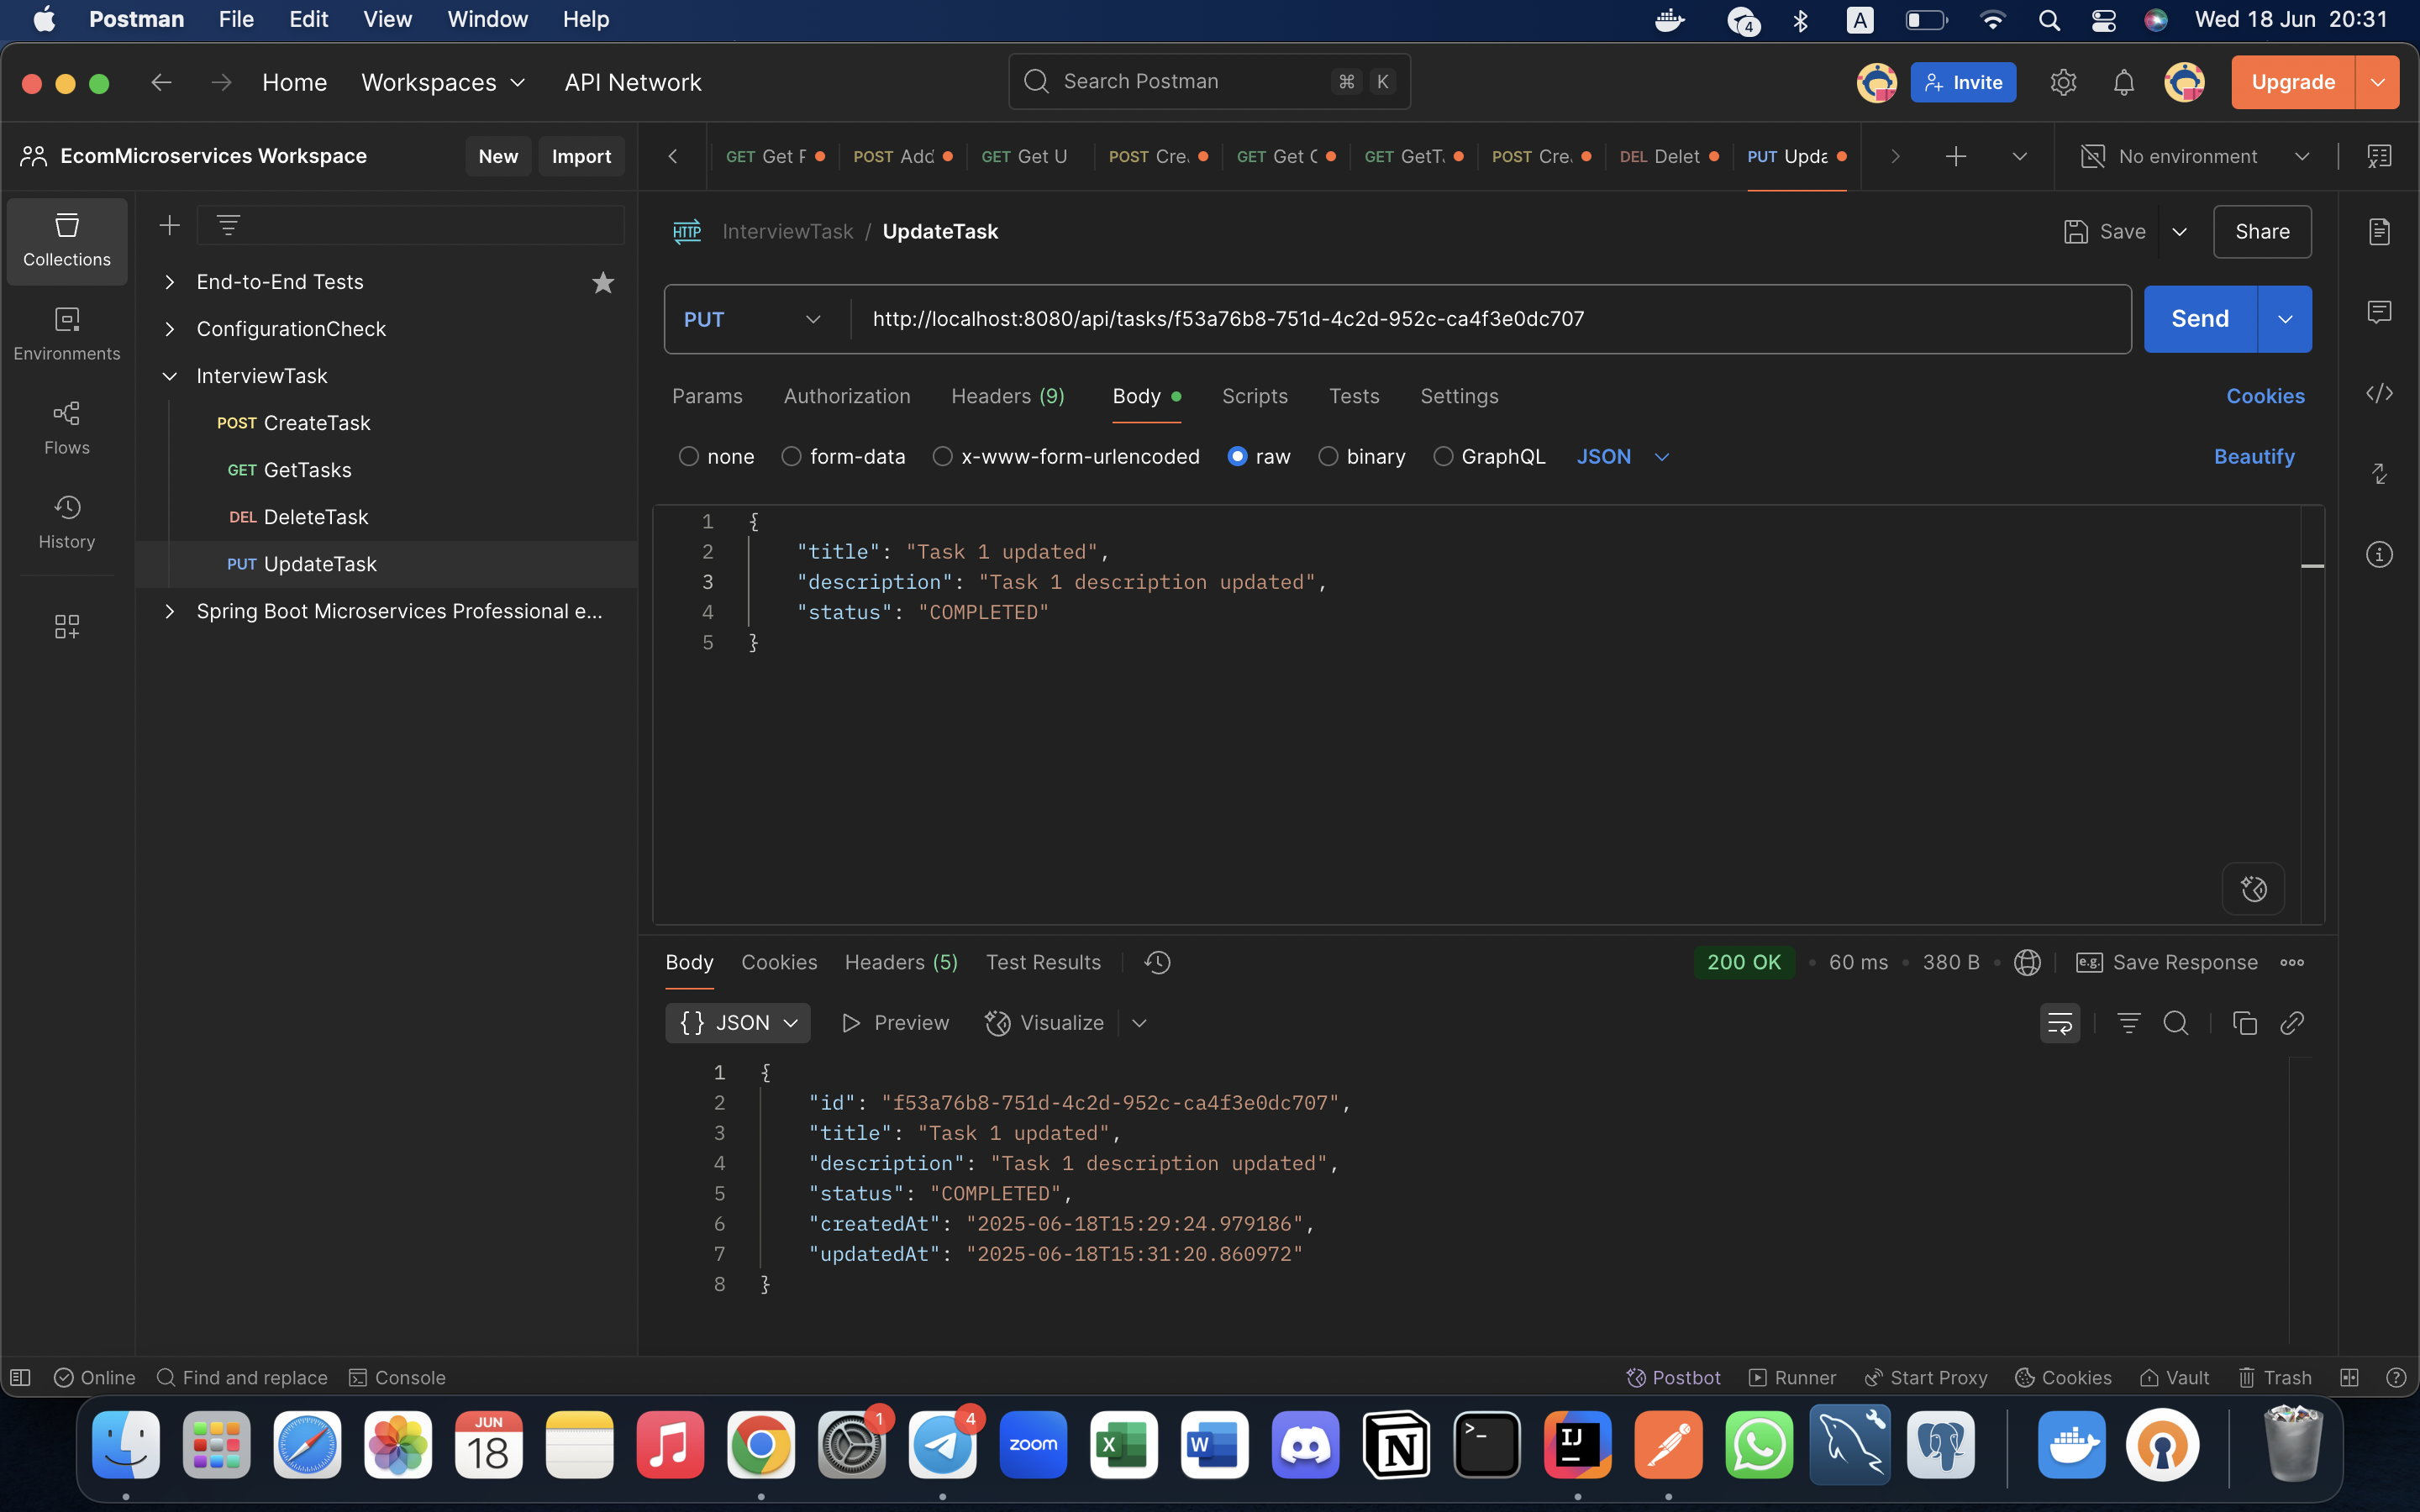 Postman File Edit View Window Help
4
A
Wed 18 Jun 20:31
Home Workspaces API Network
Search Postman ⌘ K
Invite
Upgrade
EcomMicroservices Workspace New Import
GET Get POST Add GET Get U POST Cre. GET Get GET GetT. POST Cre. DEL Delet PUT Upda
No environment
Collections
Environments
Flows
History
End-to-End Tests
ConfigurationCheck
InterviewTask
POST CreateTask
GET GetTasks
DEL DeleteTask
PUT UpdateTask
Spring Boot Microservices Professional e...
HTTP InterviewTask / UpdateTask
Save Share
PUT http://localhost:8080/api/tasks/f53a76b8-751d-4c2d-952c-ca4f3e0dc707
Send
Params Authorization Headers (9) Body Scripts Tests Settings Cookies
none form-data x-www-form-urlencoded raw binary GraphQL JSON Beautify
1 {
2 "title": "Task 1 updated",
3 "description": "Task 1 description updated",
4 "status": "COMPLETED"
5 }
Body Cookies Headers (5) Test Results
200 OK • 60 ms • 380 B •
e.g. Save Response
{} JSON Preview Visualize
1 {
2 "id": "f53a76b8-751d-4c2d-952c-ca4f3e0dc707",
3 "title": "Task 1 updated",
4 "description": "Task 1 description updated",
5 "status": "COMPLETED",
6 "createdAt": "2025-06-18T15:29:24.979186",
7 "updatedAt": "2025-06-18T15:31:20.860972"
8 }
Online Find and replace Console
Postbot Runner Start Proxy Cookies Vault Trash
JUN
18
1
4
zoom
X
W
N
>_
IJ